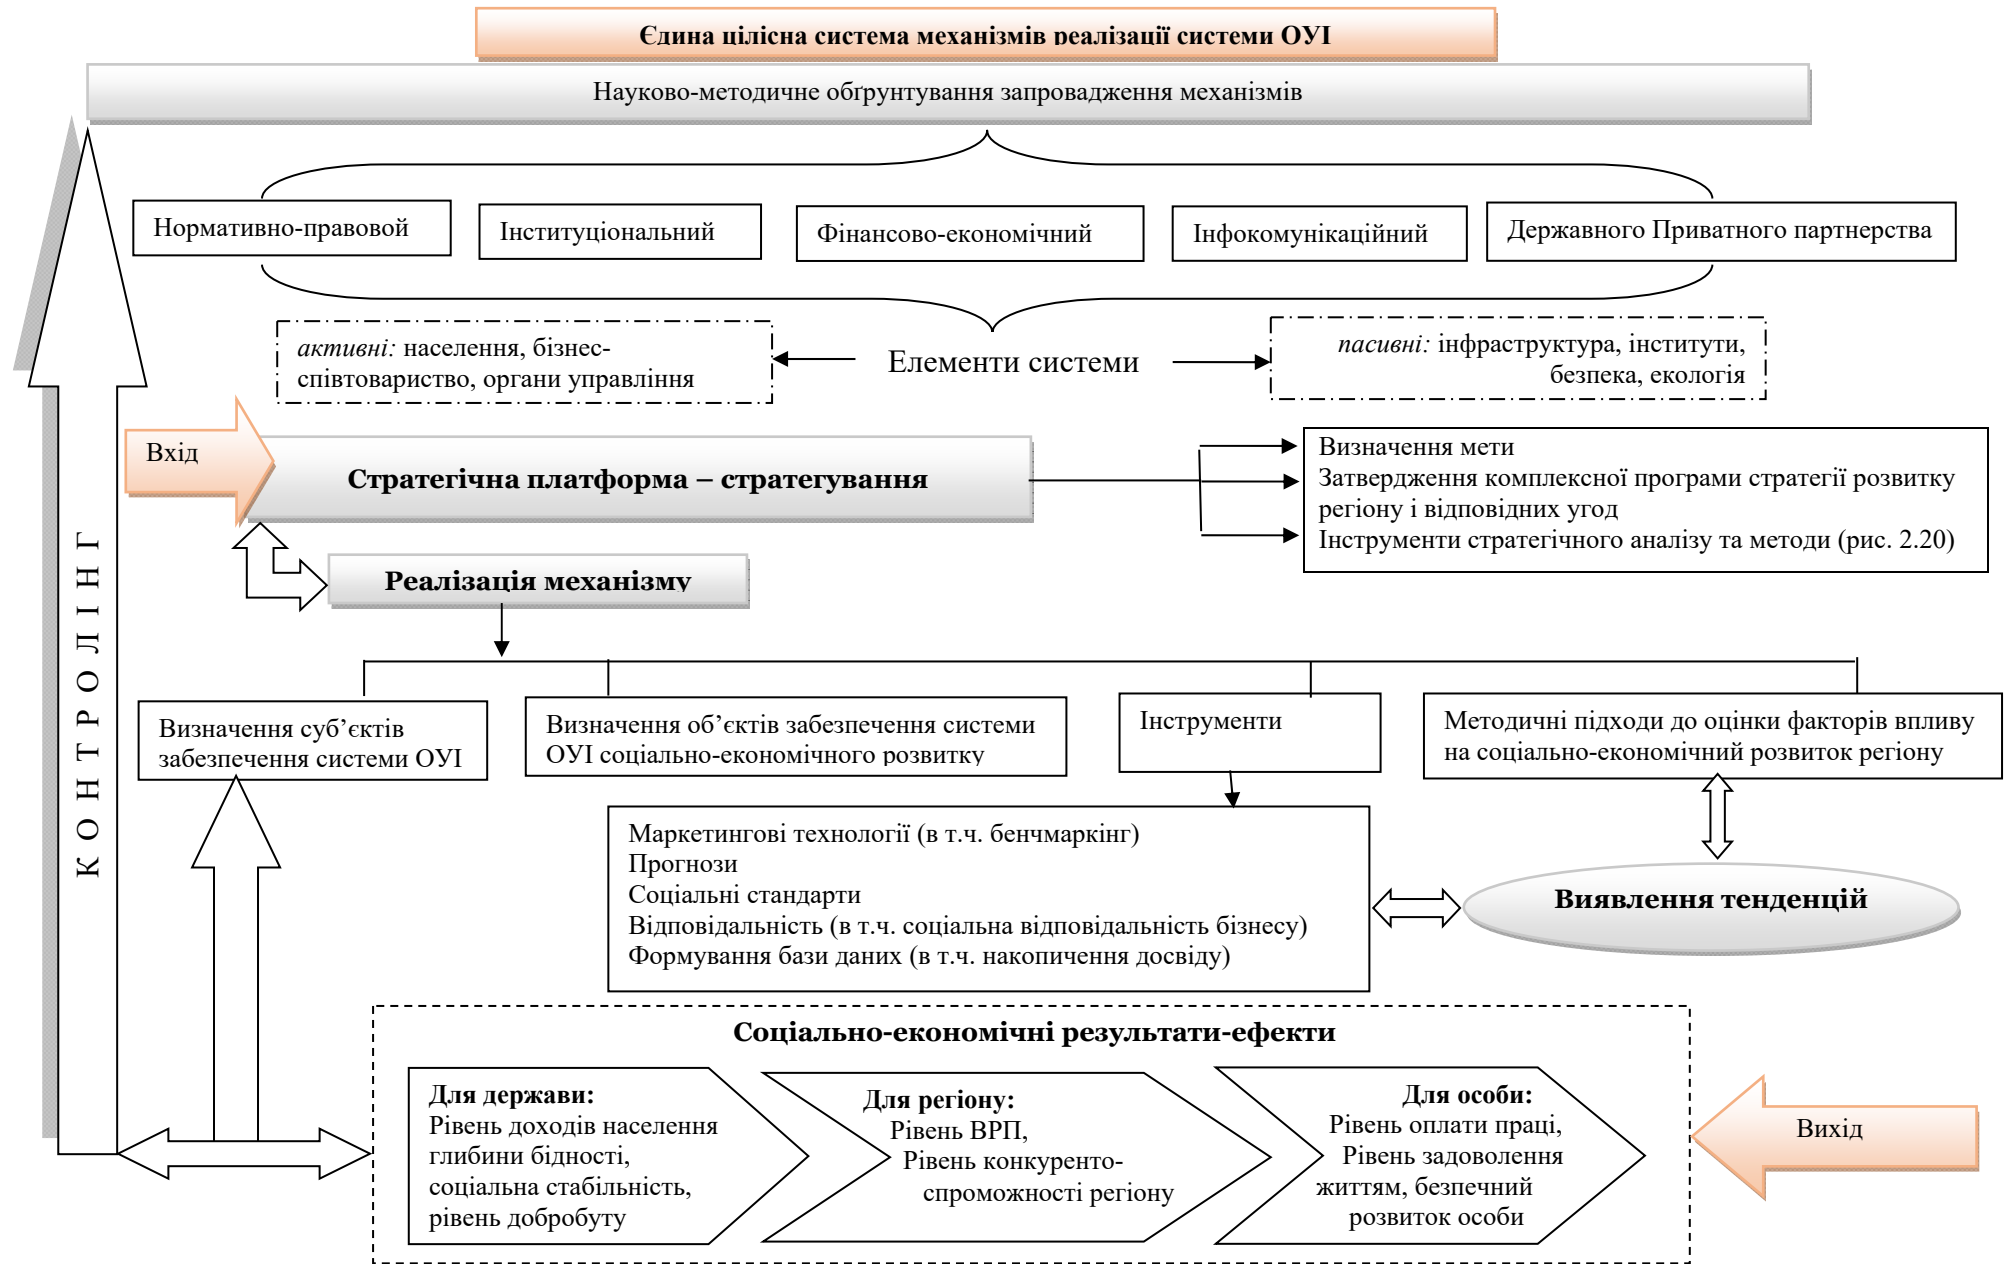 Єдина цілісна система механізмів реалізації системи ОУІ
Науково-методичне обґрунтування запровадження механізмів
Нормативно-правовой
Інституціональний
Фінансово-економічний
Інфокомунікаційний
Державного Приватного партнерства
активні: населення, бізнес-
співтовариство, органи управління
Елементи системи
пасивні: інфраструктура, інститути,
безпека, екологія
Вхід
Стратегічна платформа – стратегування
Визначення мети
Затвердження комплексної програми стратегії розвитку
регіону і відповідних угод
Інструменти стратегічного аналізу та методи (рис. 2.20)
Реалізація механізму
КОНТРОЛІНГ
Визначення суб’єктів
забезпечення системи ОУІ
Визначення об’єктів забезпечення системи
ОУІ соціально-економічного розвитку
Інструменти
Методичні підходи до оцінки факторів впливу
на соціально-економічний розвиток регіону
Маркетингові технології (в т.ч. бенчмаркінг)
Прогнози
Соціальні стандарти
Відповідальність (в т.ч. соціальна відповідальність бізнесу)
Формування бази даних (в т.ч. накопичення досвіду)
Виявлення тенденцій
Соціально-економічні результати-ефекти
Для держави:
Рівень доходів населення
глибини бідності,
соціальна стабільність,
рівень добробуту
Для регіону:
Рівень ВРП,
Рівень конкуренто-
спроможності регіону
Для особи:
Рівень оплати праці,
Рівень задоволення
життям, безпечний
розвиток особи
Вихід